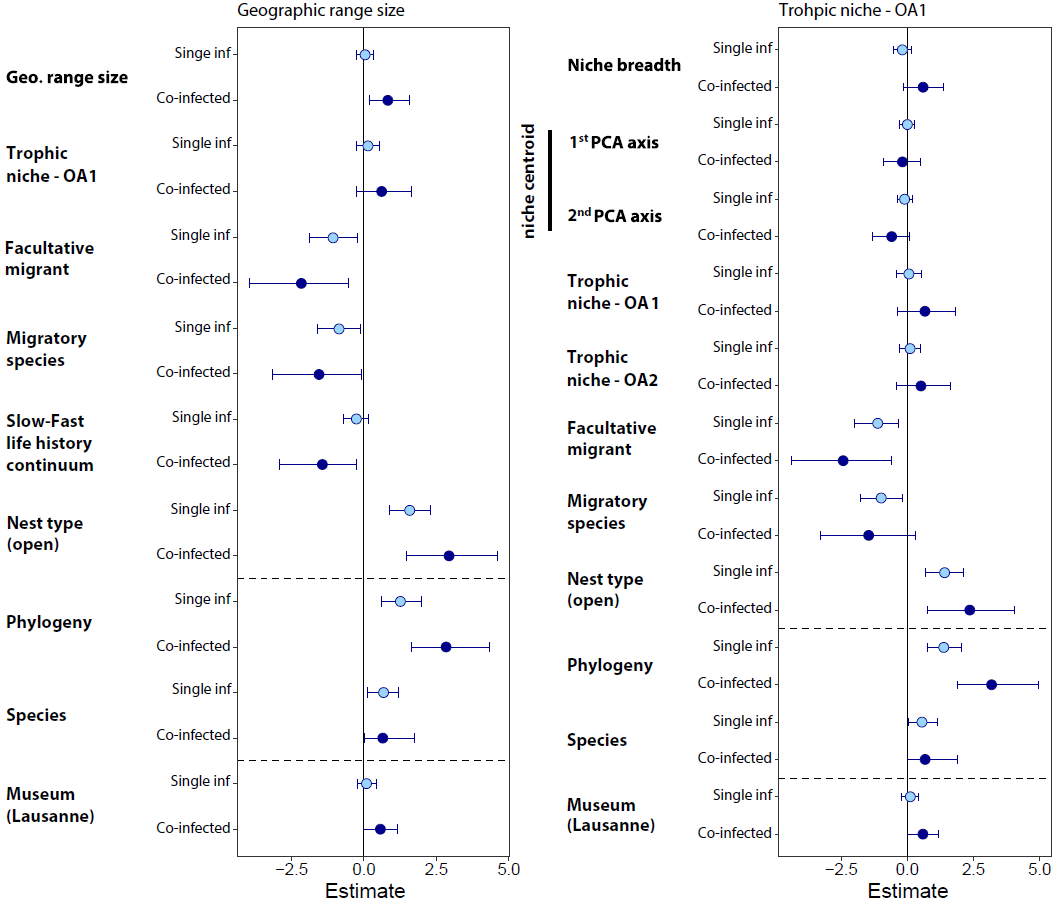 Geographic range size
Geo. range size
Singe inf
Co-infected
Trophic
niche - OA1
Single inf
Co-infected
Facultative
migrant
Single inf
Co-infected
Migratory
species
Singe inf
Co-infected
Slow-Fast
life history
continuum
Single inf
Co-infected
Nest type
(open)
Single inf
Co-infected
Phylogeny
Singe inf
Co-infected
Species
Single inf
Co-infected
Museum
(Lausanne)
Single inf
Co-infected
−2.5 0.0 2.5 5.0
Estimate
Trohpic niche - OA1
Niche breadth
Single inf
Co-infected
niche centroid
1st PCA axis
Single inf
Co-infected
2nd PCA axis
Single inf
Co-infected
Trophic
niche - OA1
Single inf
Co-infected
Trophic
niche - OA2
Single inf
Co-infected
Facultative
migrant
Single inf
Co-infected
Migratory
species
Single inf
Co-infected
Nest type
(open)
Single inf
Co-infected
Phylogeny
Single inf
Co-infected
Species
Single inf
Co-infected
Museum
(Lausanne)
Single inf
Co-infected
−2.5 0.0 2.5 5.0
Estimate